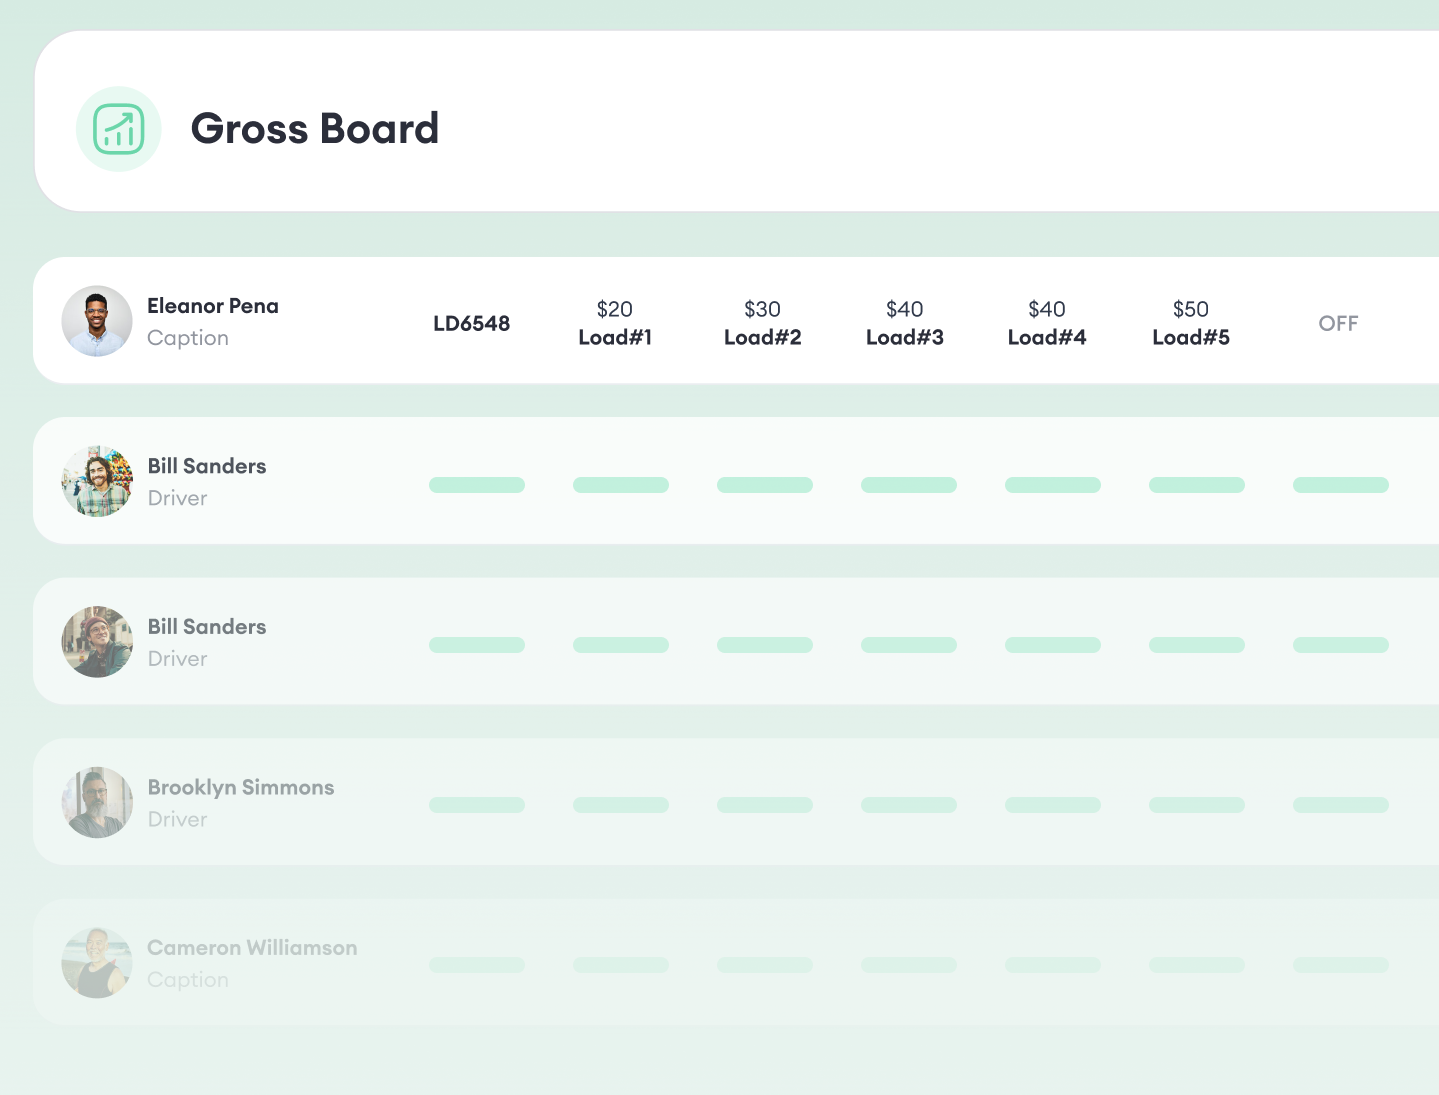 Gross Board
Eleanor Pena
Caption
LD6548
$20
Load#1
$30
Load#2
$40
Load#3
$40
Load#4
$50
Load#5
OFF
Bill Sanders
Driver
Bill Sanders
Driver
Brooklyn Simmons
Driver
Cameron Williamson
Caption